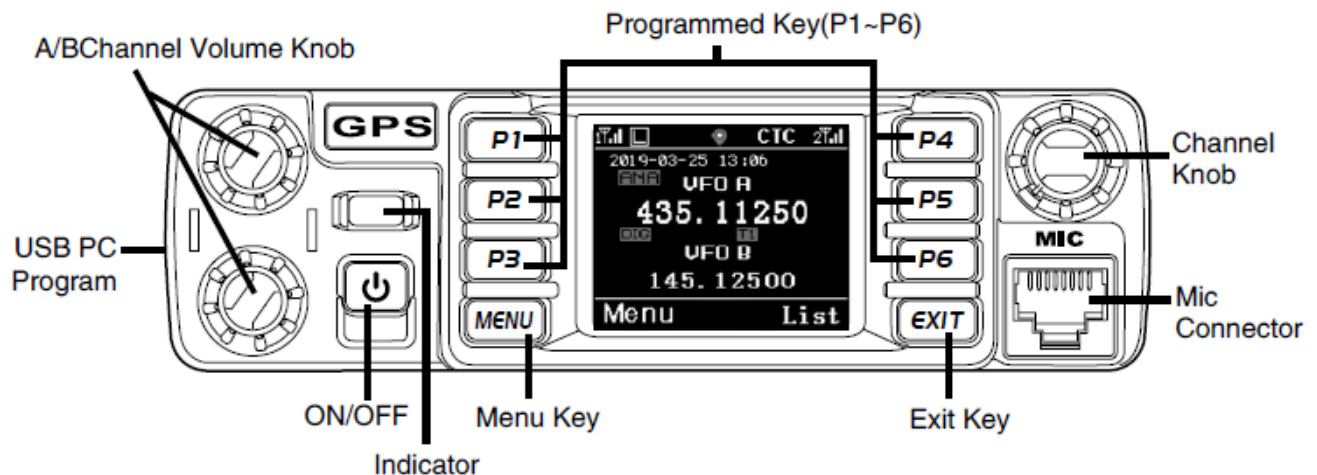 Programmed Key(P1~P6)
A/BChannel Volume Knob
GPS
P1
P2
P3
MENU
1 L CTC 2
2019-03-25 13:06
ANA
VFO A
435.11250
DIG T1
VFO B
145.12500
Menu List
P4
P5
P6
EXIT
Channel
Knob
MIC
USB PC
Program
Mic
Connector
ON/OFF
Menu Key
Exit Key
Indicator